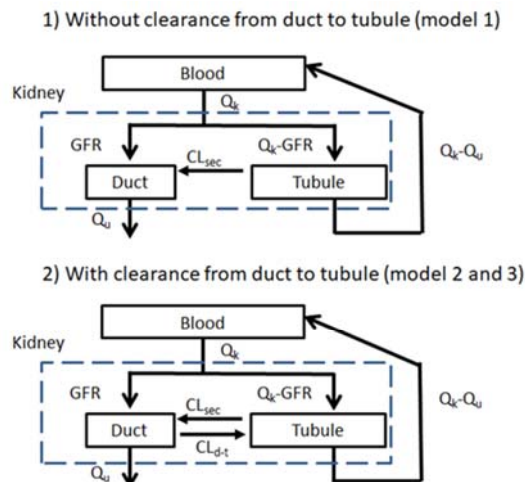 1) Without clearance from duct to tubule (model 1)
Blood
Kidney
Qk
GFR
Qk-GFR
Qk-Qu
CLsec
Duct
Tubule
Qu
2) With clearance from duct to tubule (model 2 and 3)
Blood
Kidney
Qk
GFR
Qk-GFR
Qk-Qu
CLsec
Duct
Tubule
CLd-t
Qu